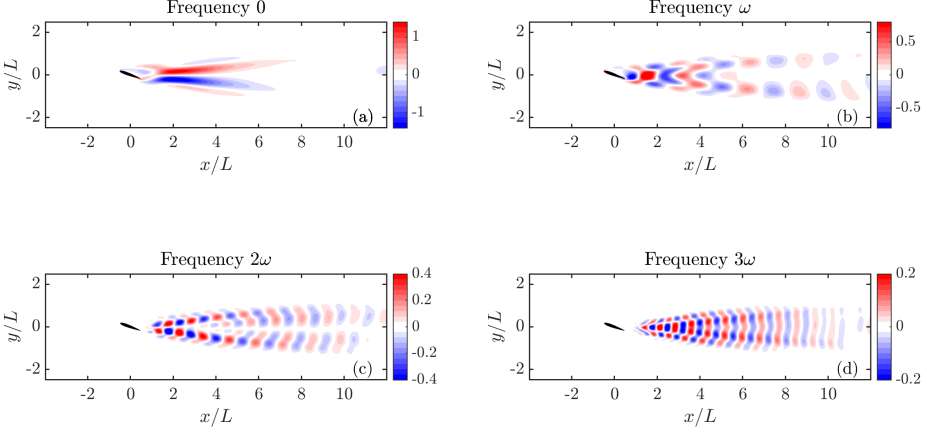 Frequency 0
2
0
-2
y/L
-2 0 2 4 6 8 10
x/L
(a)
1
0
-1
Frequency ω
2
0
-2
y/L
-2 0 2 4 6 8 10
x/L
(b)
0.5
0
-0.5
Frequency 2ω
2
0
-2
y/L
-2 0 2 4 6 8 10
x/L
(c)
0.4
0.2
0
-0.2
-0.4
Frequency 3ω
2
0
-2
y/L
-2 0 2 4 6 8 10
x/L
(d)
0.2
0
-0.2